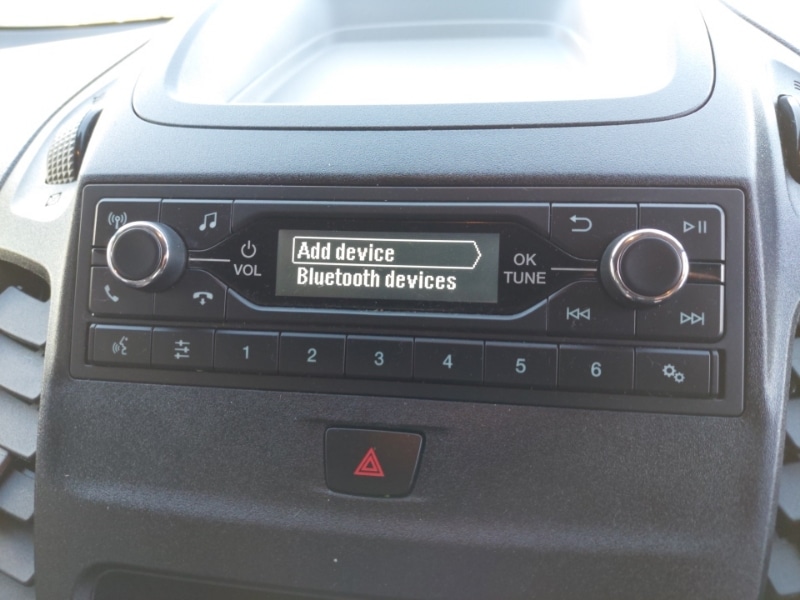 Add device
Bluetooth devices
VOL
OK
TUNE
1 2 3 4 5 6